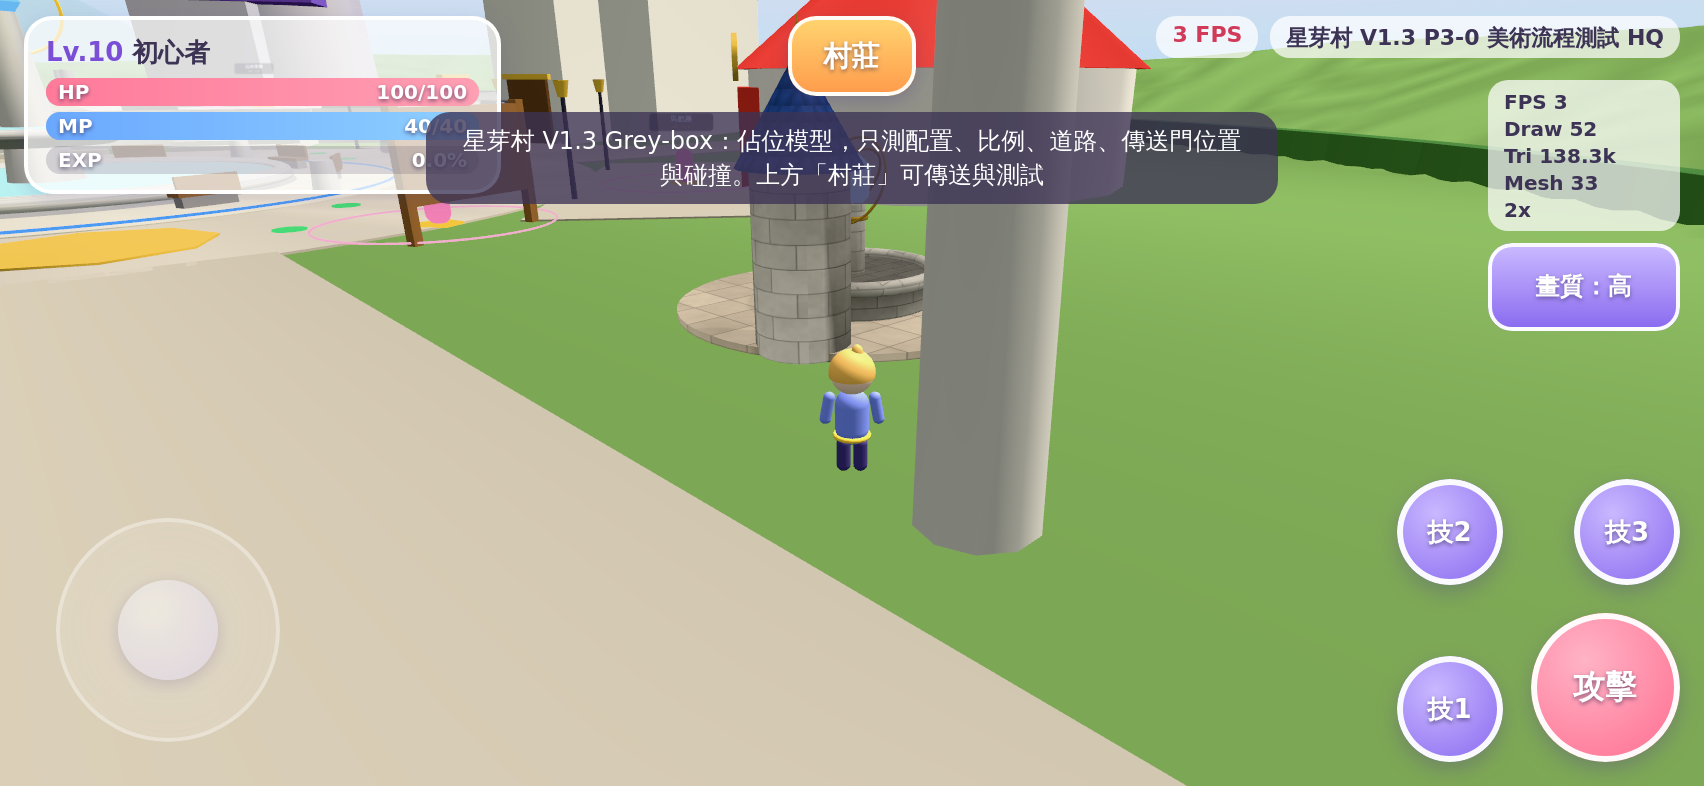 Lv.10 初心者
HP 100/100
MP 40/40
EXP 0.0%
村莊
3 FPS
星芽村 V1.3 P3-0 美術流程測試 HQ
星芽村 V1.3 Grey-box：佔位模型，只測配置、比例、道路、傳送門位置
與碰撞。上方「村莊」可傳送與測試
FPS 3
Draw 52
Tri 138.3k
Mesh 33
2x
畫質：高
技2
技3
技1
攻擊